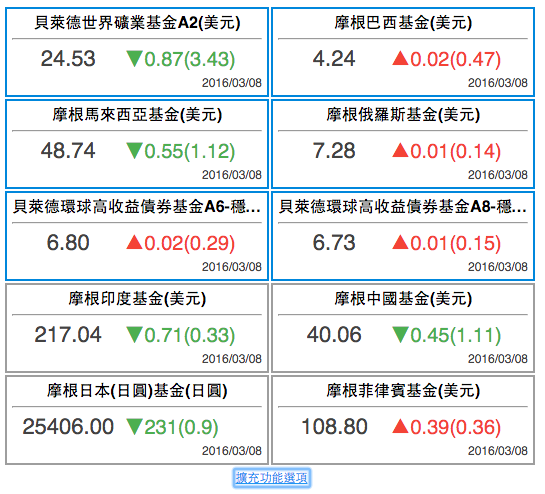 貝萊德世界礦業基金A2(美元)
24.53 ▼0.87(3.43)
2016/03/08
摩根巴西基金(美元)
4.24 ▲0.02(0.47)
2016/03/08
摩根馬來西亞基金(美元)
48.74 ▼0.55(1.12)
2016/03/08
摩根俄羅斯基金(美元)
7.28 ▲0.01(0.14)
2016/03/08
貝萊德環球高收益債券基金A6-穩...
6.80 ▲0.02(0.29)
2016/03/08
貝萊德環球高收益債券基金A8-穩...
6.73 ▲0.01(0.15)
2016/03/08
摩根印度基金(美元)
217.04 ▼0.71(0.33)
2016/03/08
摩根中國基金(美元)
40.06 ▼0.45(1.11)
2016/03/08
摩根日本(日圓)基金(日圓)
25406.00 ▼231(0.9)
2016/03/08
摩根菲律賓基金(美元)
108.80 ▲0.39(0.36)
2016/03/08
擴充功能選項